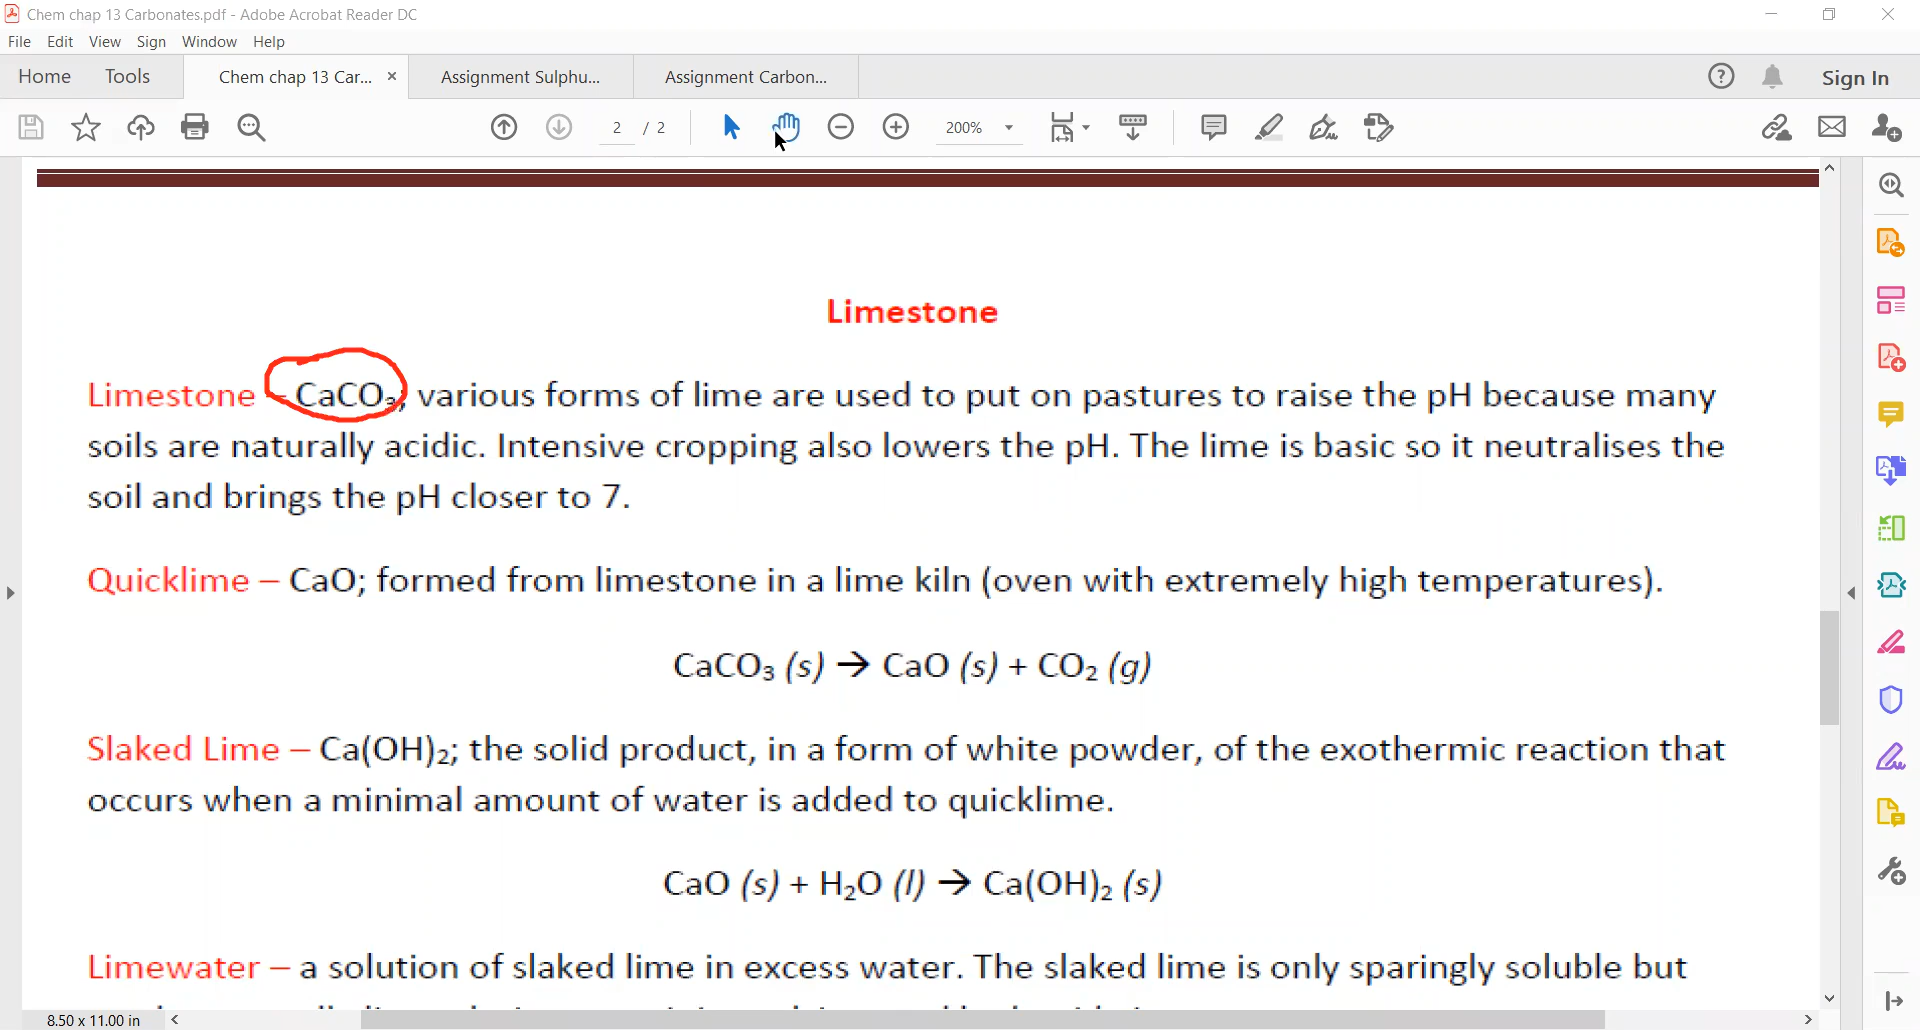 Chem chap 13 Carbonates.pdf - Adobe Acrobat Reader DC
File Edit View Sign Window Help
Home Tools Chem chap 13 Car... × Assignment Sulphu... Assignment Carbon... Sign In
2 / 2 200%
Limestone
Limestone – CaCO₃; various forms of lime are used to put on pastures to raise the pH because many
soils are naturally acidic. Intensive cropping also lowers the pH. The lime is basic so it neutralises the
soil and brings the pH closer to 7.
Quicklime – CaO; formed from limestone in a lime kiln (oven with extremely high temperatures).
CaCO₃ (s) → CaO (s) + CO₂ (g)
Slaked Lime – Ca(OH)₂; the solid product, in a form of white powder, of the exothermic reaction that
occurs when a minimal amount of water is added to quicklime.
CaO (s) + H₂O (l) → Ca(OH)₂ (s)
Limewater – a solution of slaked lime in excess water. The slaked lime is only sparingly soluble but
8.50 x 11.00 in